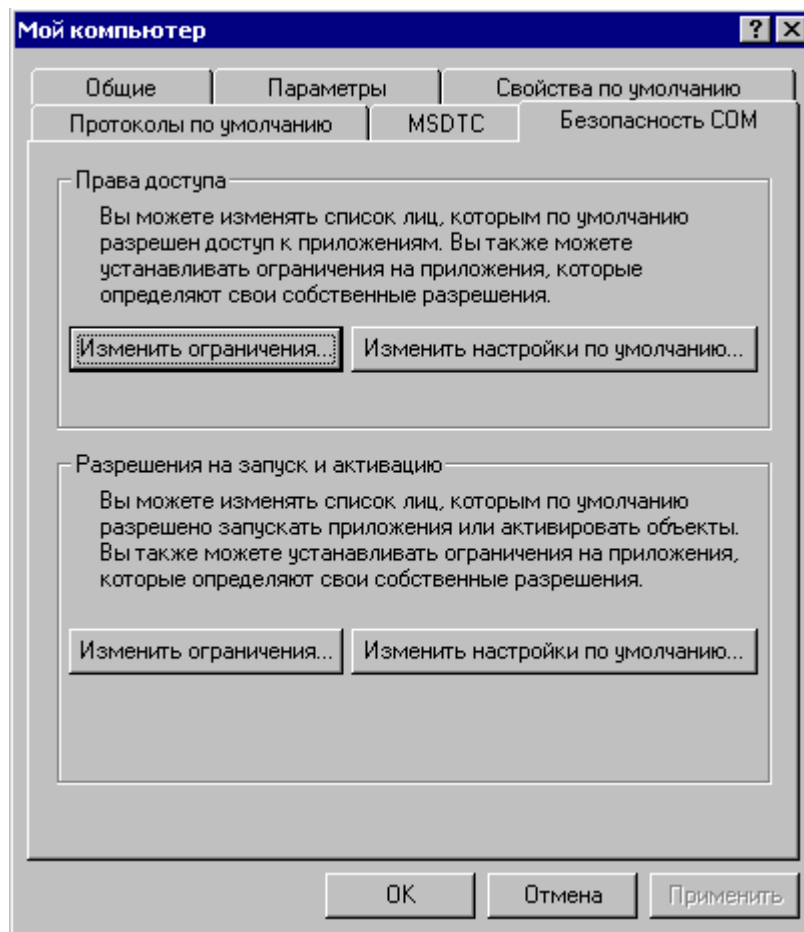 Мой компьютер
Общие Параметры Свойства по умолчанию
Протоколы по умолчанию MSDTC Безопасность COM
Права доступа
Вы можете изменять список лиц, которым по умолчанию
разрешен доступ к приложениям. Вы также можете
устанавливать ограничения на приложения, которые
определяют свои собственные разрешения.
Изменить ограничения... Изменить настройки по умолчанию...
Разрешения на запуск и активацию
Вы можете изменять список лиц, которым по умолчанию
разрешено запускать приложения или активировать объекты.
Вы также можете устанавливать ограничения на приложения,
которые определяют свои собственные разрешения.
Изменить ограничения... Изменить настройки по умолчанию...
OK Отмена Применить